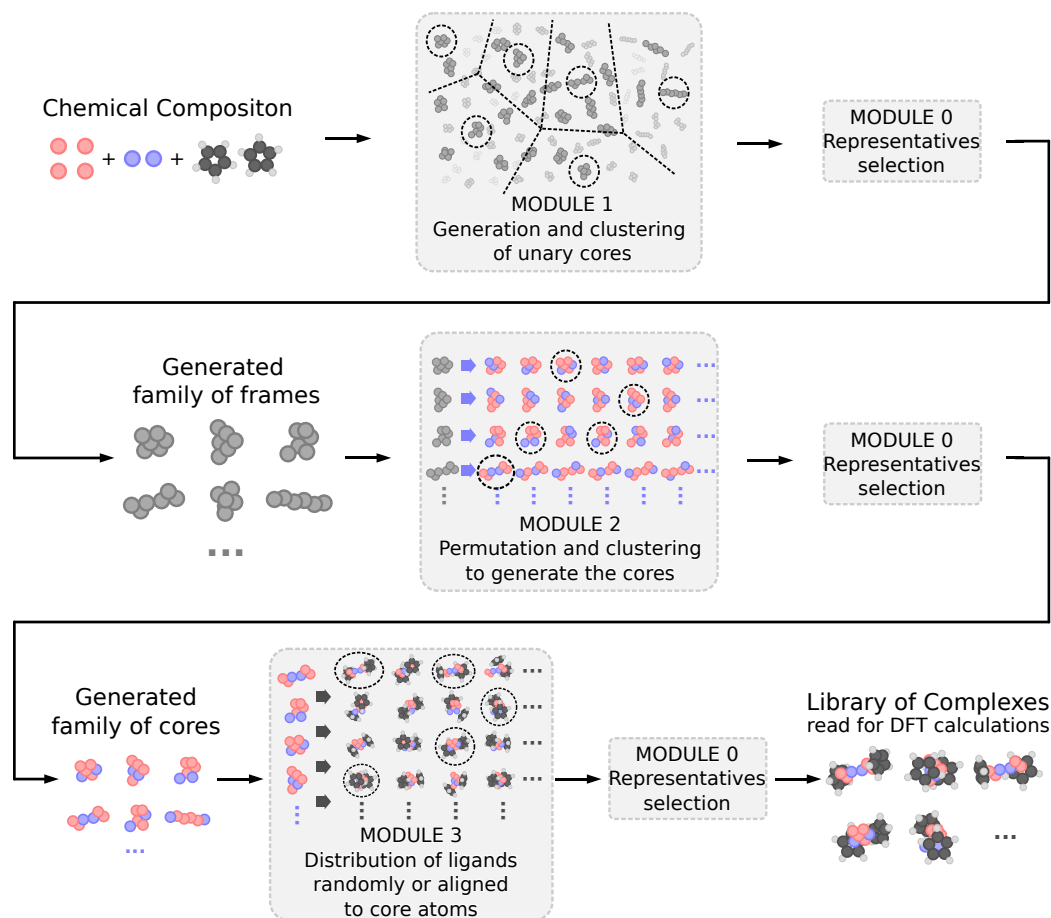 Chemical Compositon
+ +
MODULE 1
Generation and clustering
of unary cores
MODULE 0
Representatives
selection
Generated
family of frames
...
...
...
MODULE 2
Permutation and clustering
to generate the cores
MODULE 0
Representatives
selection
Generated
family of cores
...
...
...
...
...
MODULE 3
Distribution of ligands
randomly or aligned
to core atoms
MODULE 0
Representatives
selection
Library of Complexes
read for DFT calculations
...